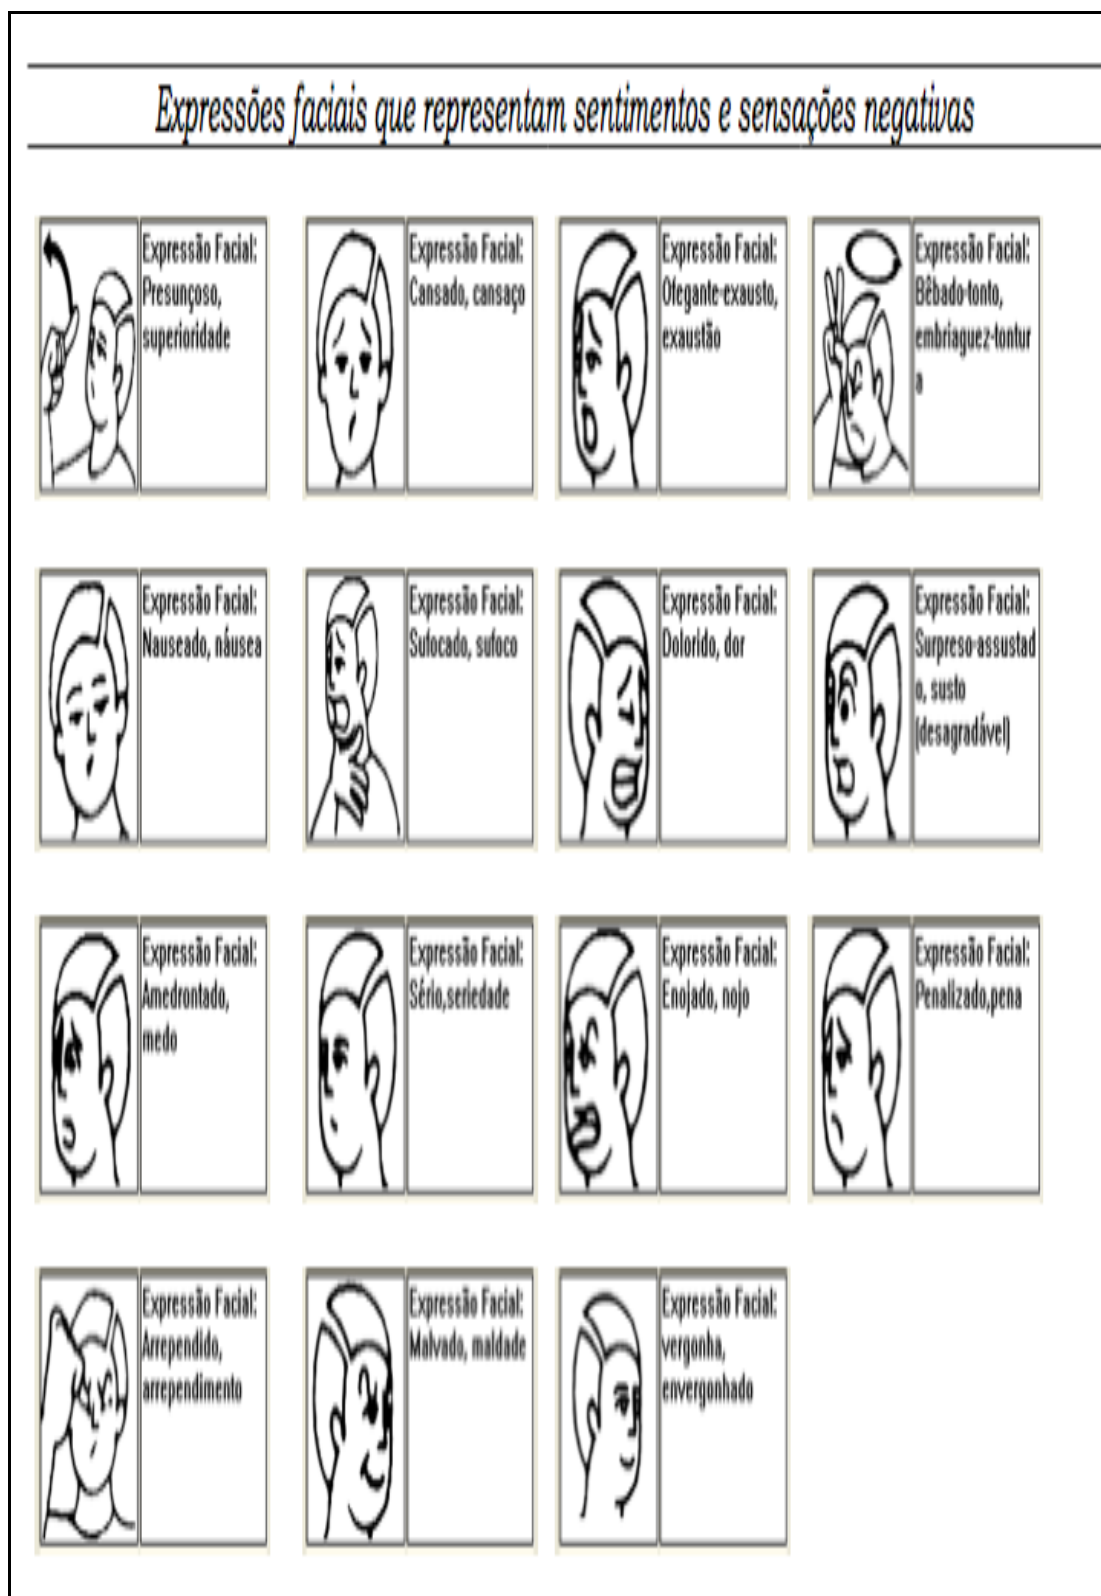 Expressões faciais que representam sentimentos e sensações negativas
Expressão Facial:
Presunçoso,
superioridade
Expressão Facial:
Cansado, cansaço
Expressão Facial:
Ofegante-exausto,
exaustão
Expressão Facial:
Bêbado-tonto,
embriaguez-tontur
a
Expressão Facial:
Nauseado, náusea
Expressão Facial:
Sufocado, sufoco
Expressão Facial:
Dolorido, dor
Expressão Facial:
Surpreso-assustad
o, susto
(desagradável)
Expressão Facial:
Amedrontado,
medo
Expressão Facial:
Sério,seriedade
Expressão Facial:
Enojado, nojo
Expressão Facial:
Penalizado,pena
Expressão Facial:
Arrependido,
arrependimento
Expressão Facial:
Malvado, maldade
Expressão Facial:
vergonha,
envergonhado